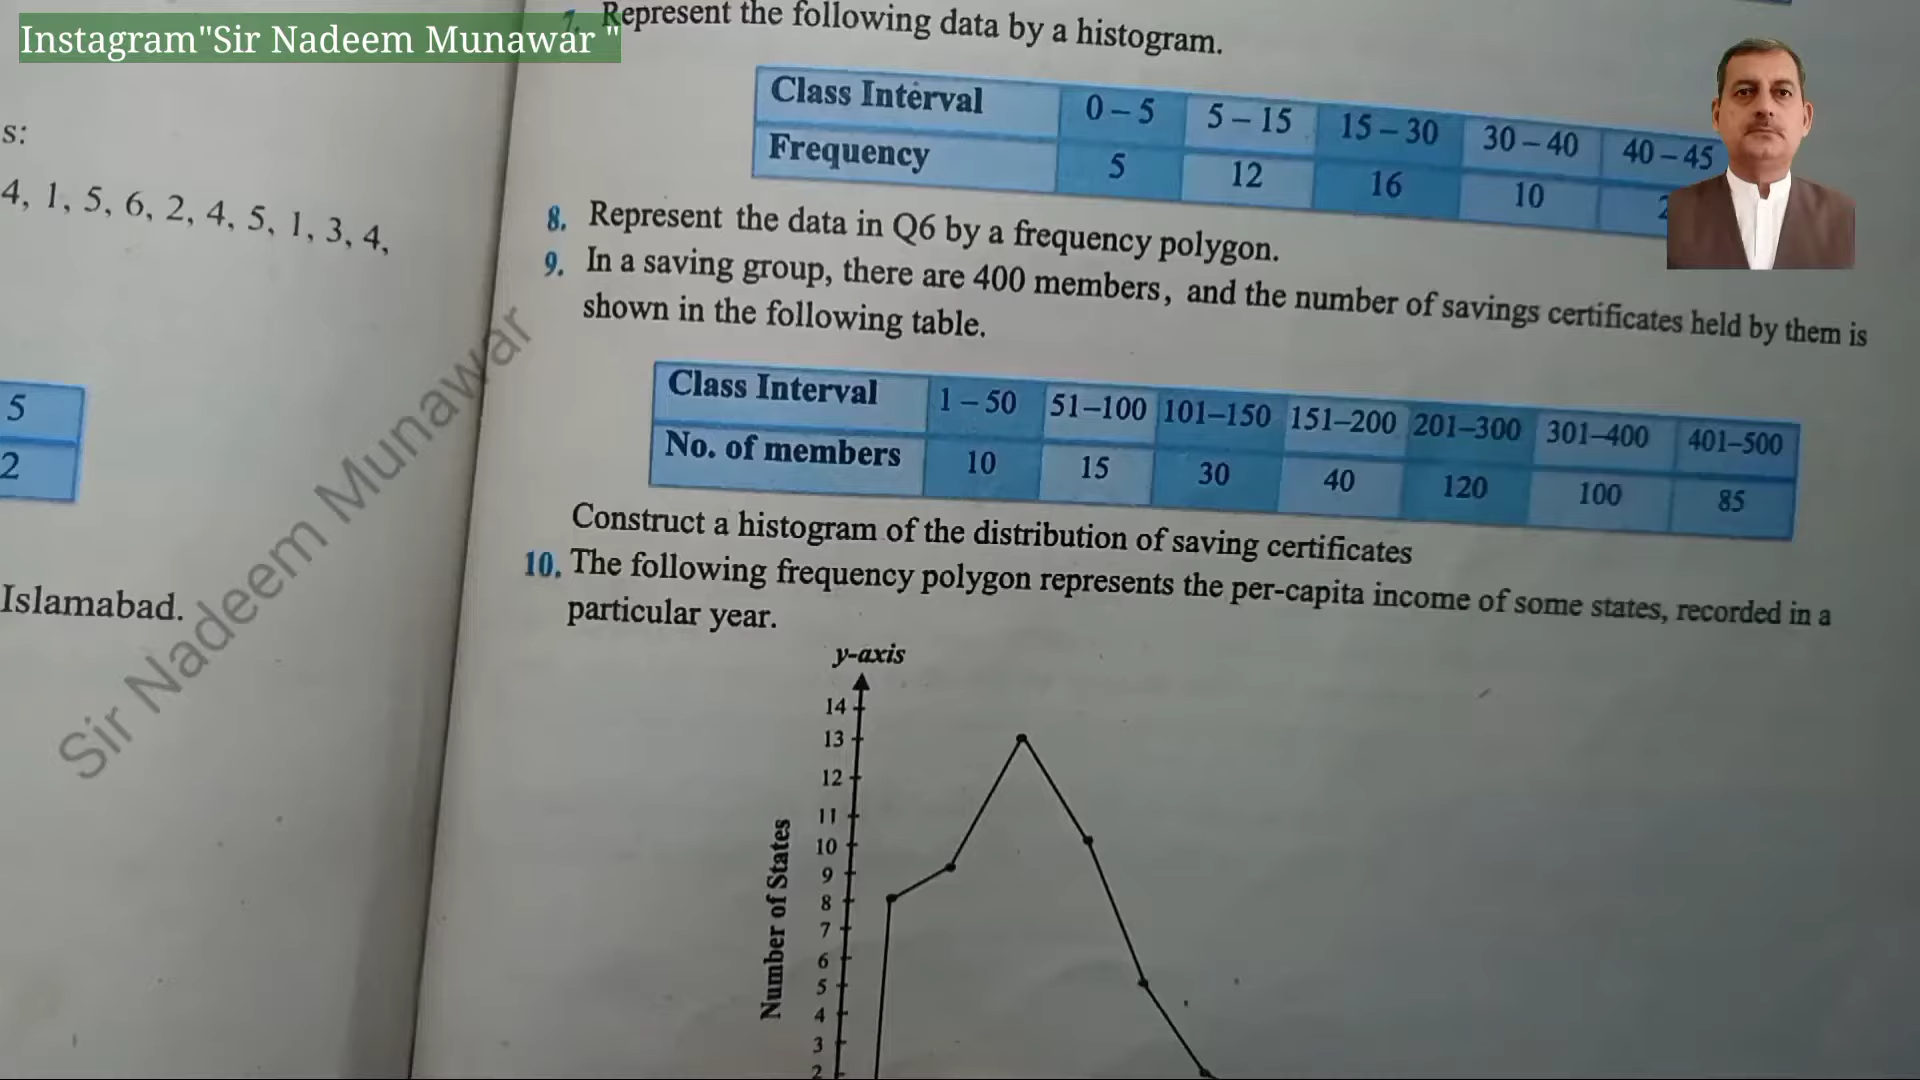 Instagram"Sir Nadeem Munawar "
s:
4, 1, 5, 6, 2, 4, 5, 1, 3, 4,
5
2
Islamabad.
Sir Nadeem Munawar
7. Represent the following data by a histogram.
Class Interval 0 – 5 5 – 15 15 – 30 30 – 40 40 – 45
Frequency 5 12 16 10 2
8. Represent the data in Q6 by a frequency polygon.
9. In a saving group, there are 400 members, and the number of savings certificates held by them is
shown in the following table.
Class Interval 1 – 50 51–100 101–150 151–200 201–300 301–400 401–500
No. of members 10 15 30 40 120 100 85
Construct a histogram of the distribution of saving certificates
10. The following frequency polygon represents the per-capita income of some states, recorded in a
particular year.
y-axis
14
13
12
11
10
9
8
7
6
5
4
3
2
Number of States